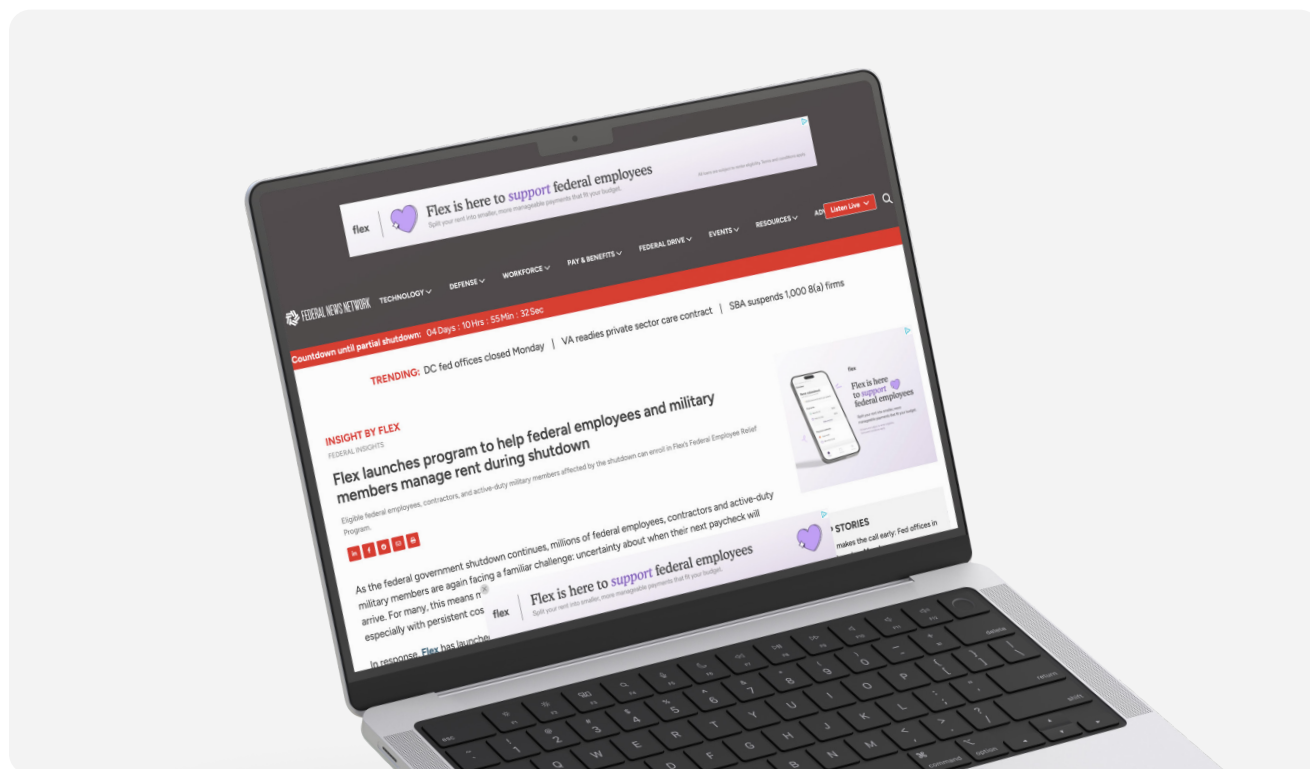 flex
Flex is here to support federal employees
Split your rent into smaller, more manageable payments that fit your budget.
FEDERAL NEWS NETWORK
TECHNOLOGY
DEFENSE
WORKFORCE
PAY & BENEFITS
FEDERAL DRIVE
EVENTS
RESOURCES
Listen Live
Countdown until partial shutdown: 04 Days : 10 Hrs : 55 Min : 32 Sec
TRENDING: DC fed offices closed Monday | VA readies private sector care contract | SBA suspends 1,000 8(a) firms
flex
Flex is here
to support
federal employees
INSIGHT BY FLEX
FEDERAL INSIGHTS
Flex launches program to help federal employees and military
members manage rent during shutdown
Eligible federal employees, contractors, and active-duty military members affected by the shutdown can enroll in Flex's Federal Employee Relief
Program.
As the federal government shutdown continues, millions of federal employees, contractors and active-duty
military members are again facing a familiar challenge: uncertainty about when their next paycheck will
arrive. For many, this means
especially with persistent
In response, Flex has
STORIES
makes the call early: Fed offices in
flex
Flex is here to support federal employees
Split your rent into smaller, more manageable payments that fit your budget.
esc
delete
return
shift
command
option